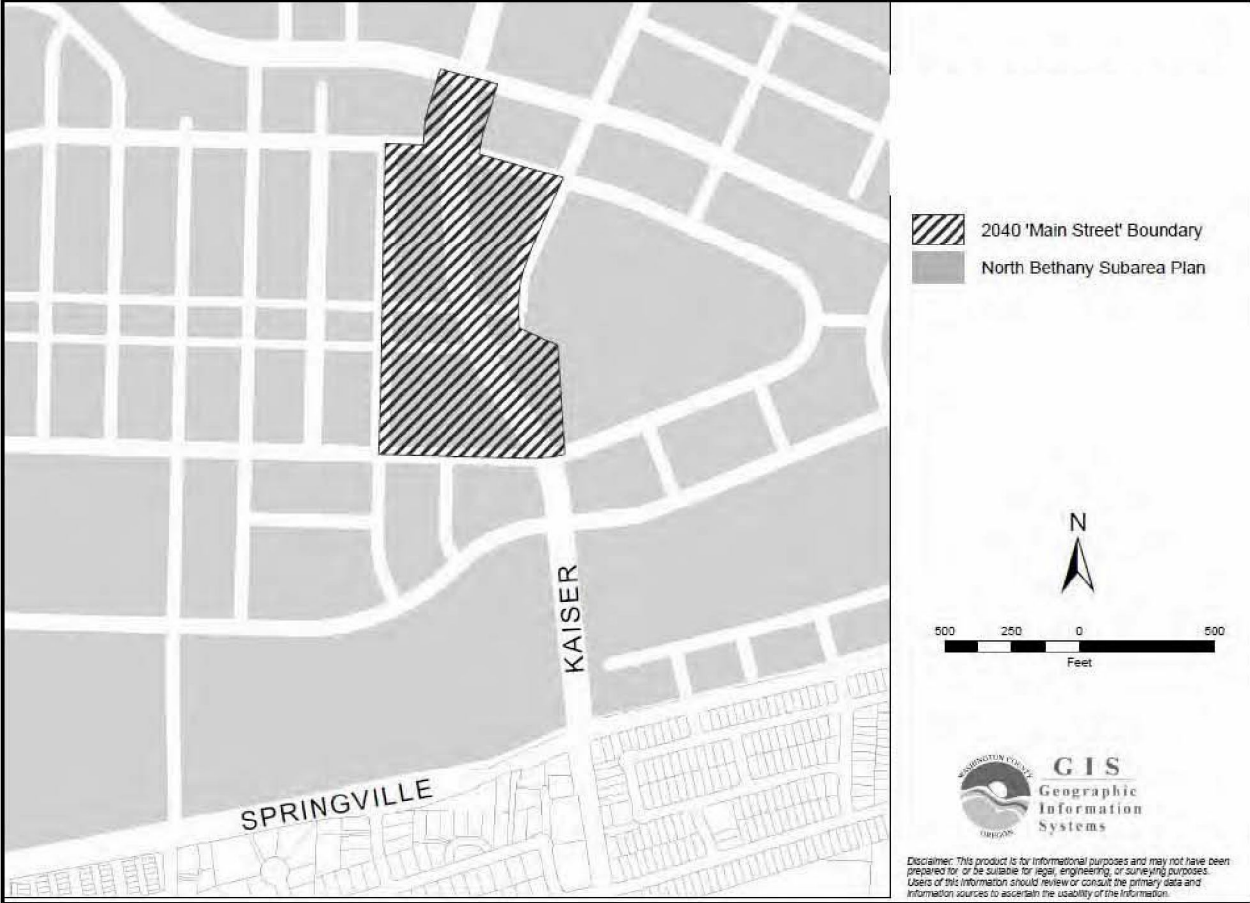 2040 'Main Street' Boundary
North Bethany Subarea Plan
N
500 250 0 500
Feet
KAISER
SPRINGVILLE
WASHINGTON COUNTY
OREGON
GIS
Geographic
Information
Systems
Disclaimer: This product is for informational purposes and may not have been
prepared for or be suitable for legal, engineering, or surveying purposes.
Users of this information should review or consult the primary data and
information sources to ascertain the usability of the information.